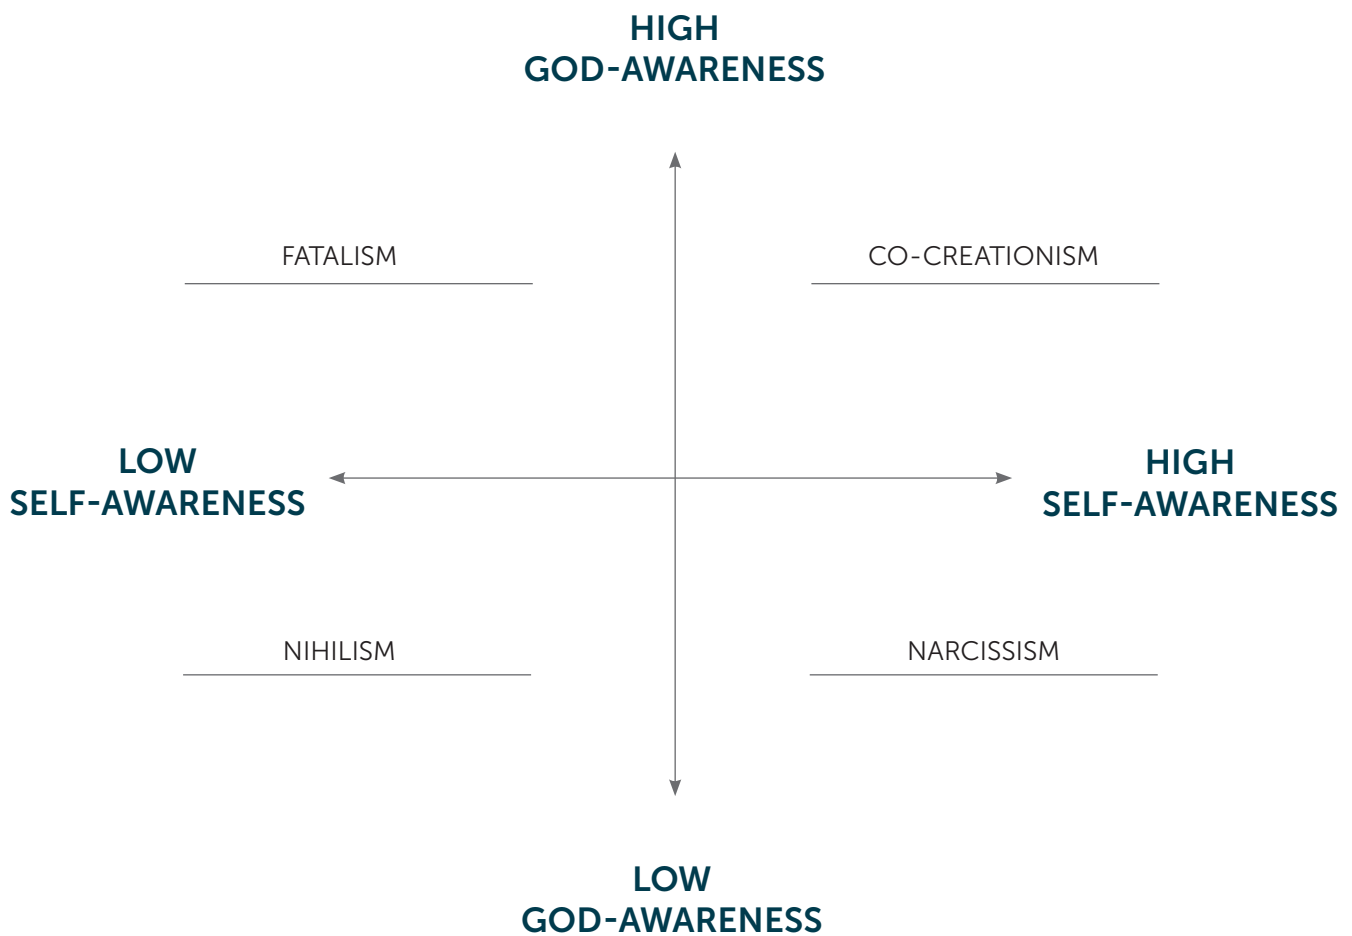 HIGH
GOD-AWARENESS
FATALISM
CO-CREATIONISM
LOW
SELF-AWARENESS
HIGH
SELF-AWARENESS
NIHILISM
NARCISSISM
LOW
GOD-AWARENESS